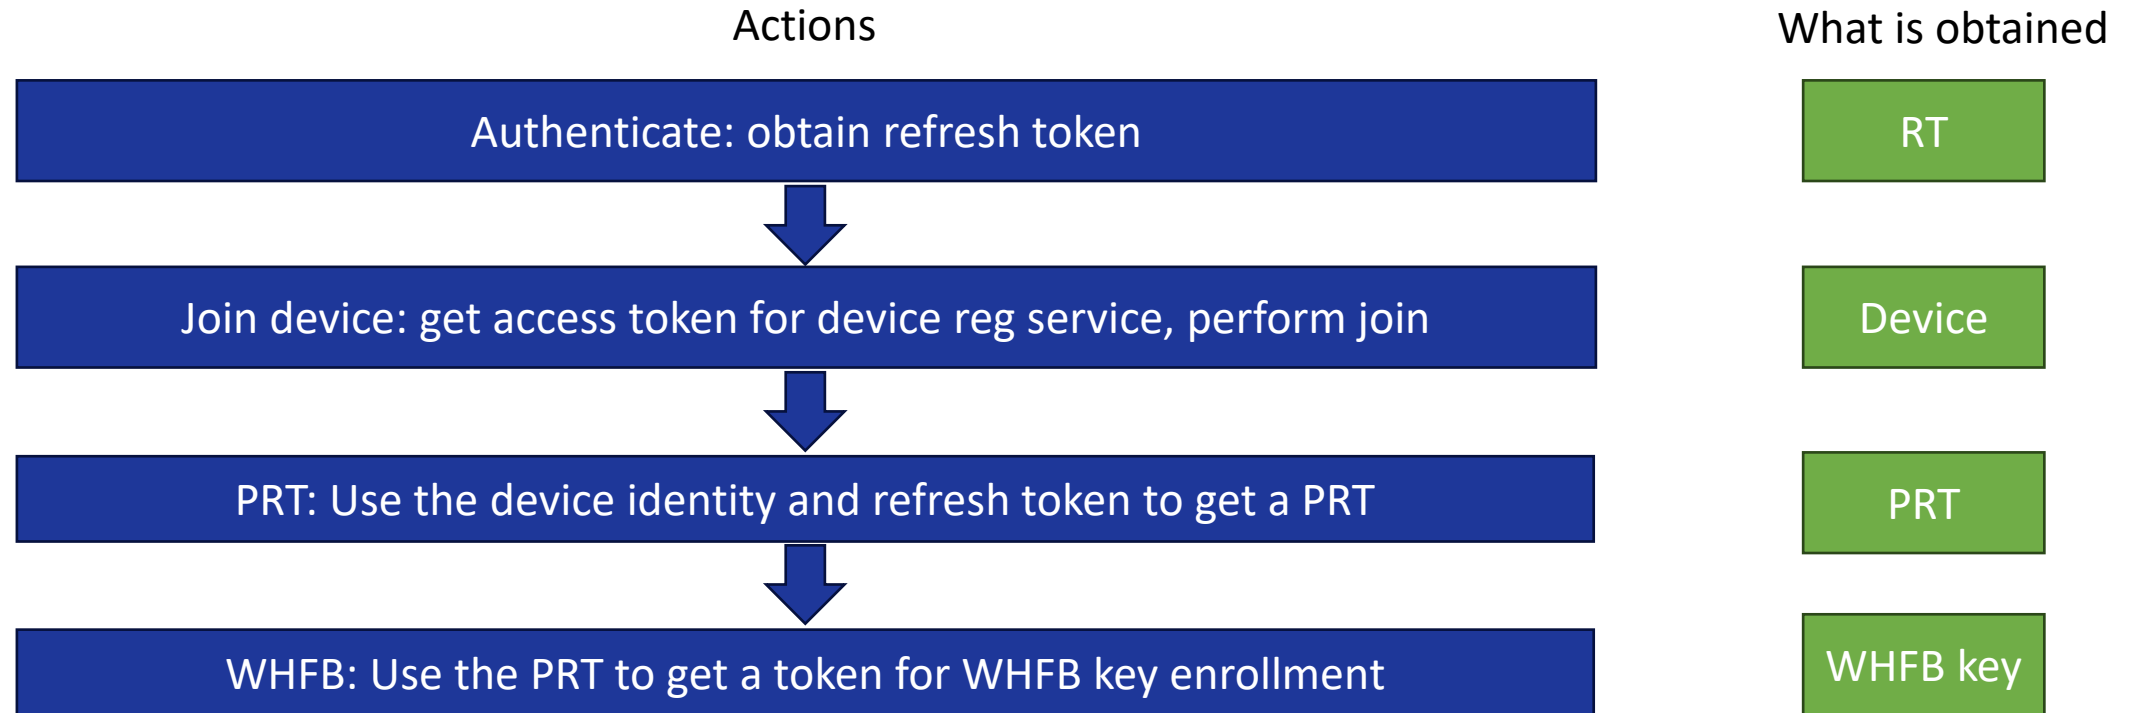 Actions
What is obtained
Authenticate: obtain refresh token
RT
Join device: get access token for device reg service, perform join
Device
PRT: Use the device identity and refresh token to get a PRT
PRT
WHFB: Use the PRT to get a token for WHFB key enrollment
WHFB key